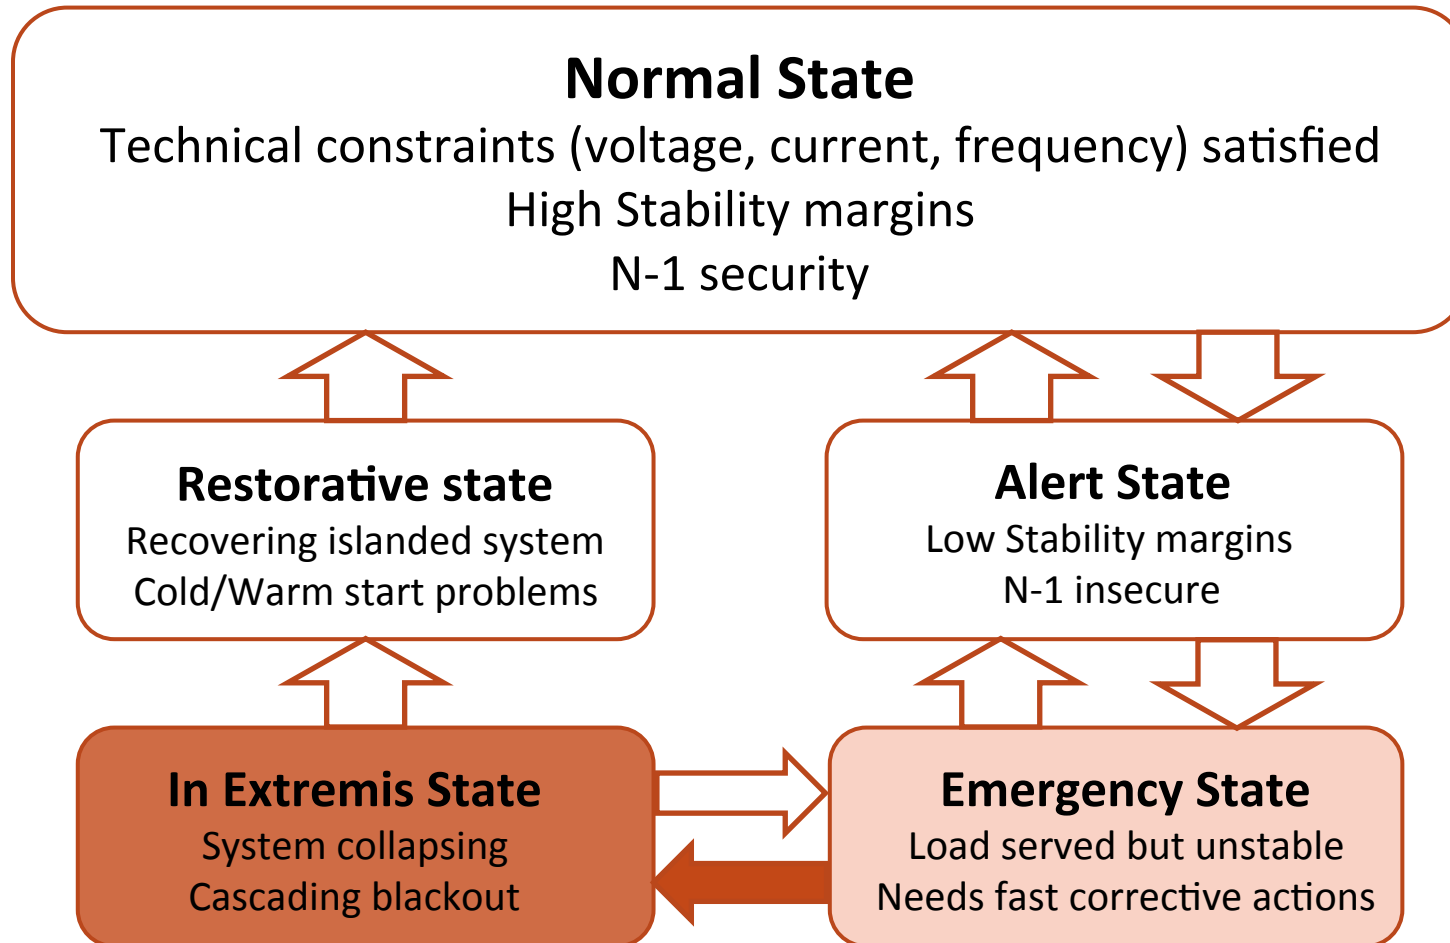 Normal State
Technical constraints (voltage, current, frequency) satisfied
High Stability margins
N-1 security
Restorative state
Recovering islanded system
Cold/Warm start problems
Alert State
Low Stability margins
N-1 insecure
In Extremis State
System collapsing
Cascading blackout
Emergency State
Load served but unstable
Needs fast corrective actions